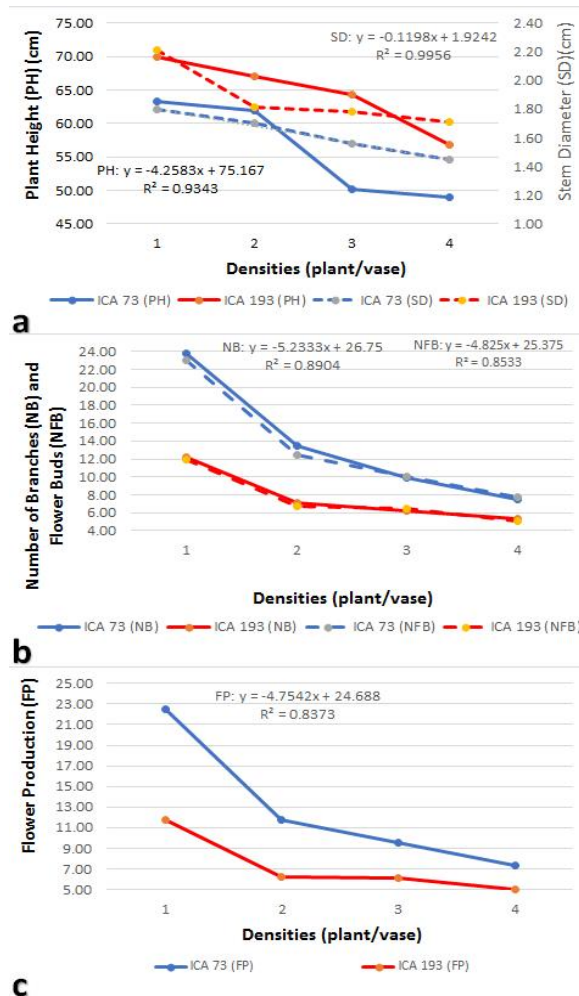 75.00
70.00
65.00
60.00
55.00
50.00
45.00
Plant Height (PH) (cm)
SD: y = -0.1198x + 1.9242
R² = 0.9956
PH: y = -4.2583x + 75.167
R² = 0.9343
2.40
2.20
2.00
1.80
1.60
1.40
1.20
1.00
Stem Diameter (SD)(cm)
1 2 3 4
Densities (plant/vase)
ICA 73 (PH) ICA 193 (PH) ICA 73 (SD) ICA 193 (SD)
a
24.00
22.00
20.00
18.00
16.00
14.00
12.00
10.00
8.00
6.00
4.00
Number of Branches (NB) and
Flower Buds (NFB)
NB: y = -5.2333x + 26.75
R² = 0.8904
NFB: y = -4.825x + 25.375
R² = 0.8533
1 2 3 4
Densities (plant/vase)
ICA 73 (NB) ICA 193 (NB) ICA 73 (NFB) ICA 193 (NFB)
b
25.00
23.00
21.00
19.00
17.00
15.00
13.00
11.00
9.00
7.00
5.00
Flower Production (FP)
FP: y = -4.7542x + 24.688
R² = 0.8373
1 2 3 4
Densities (plant/vase)
ICA 73 (FP) ICA 193 (FP)
c